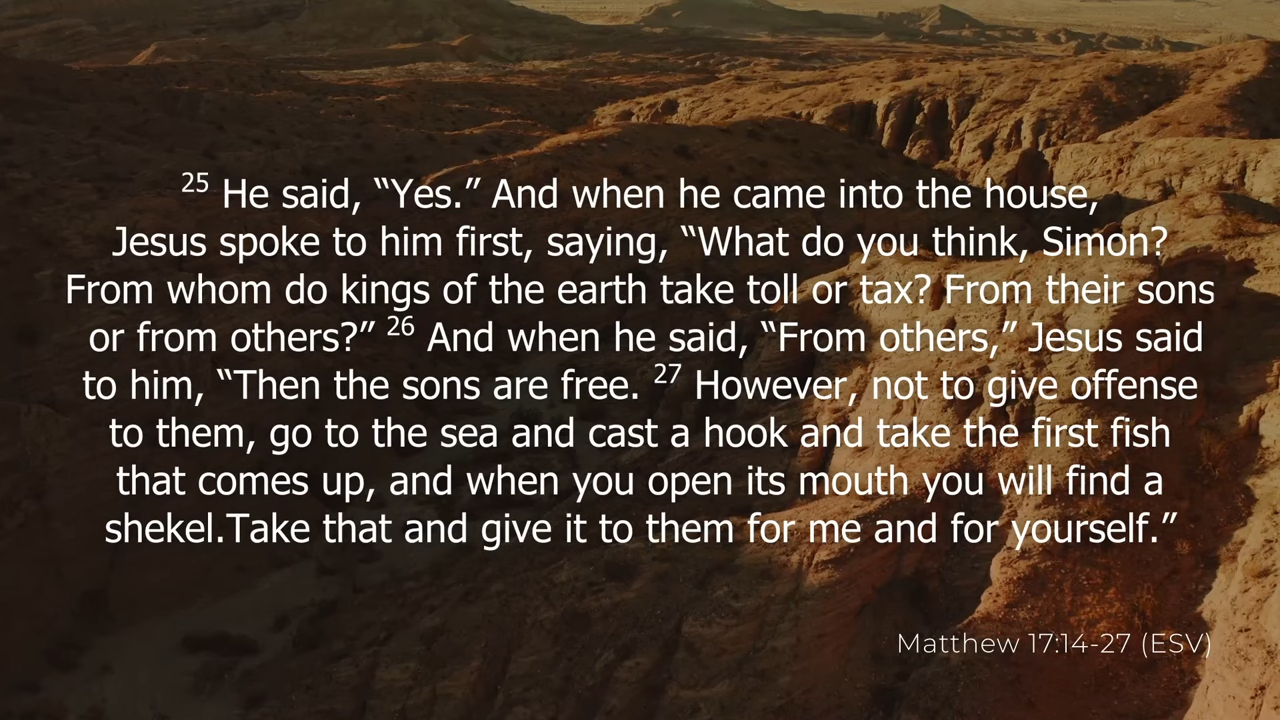 25 He said, “Yes.” And when he came into the house,
Jesus spoke to him first, saying, “What do you think, Simon?
From whom do kings of the earth take toll or tax? From their sons
or from others?” 26 And when he said, “From others,” Jesus said
to him, “Then the sons are free. 27 However, not to give offense
to them, go to the sea and cast a hook and take the first fish
that comes up, and when you open its mouth you will find a
shekel.Take that and give it to them for me and for yourself.”
Matthew 17:14-27 (ESV)